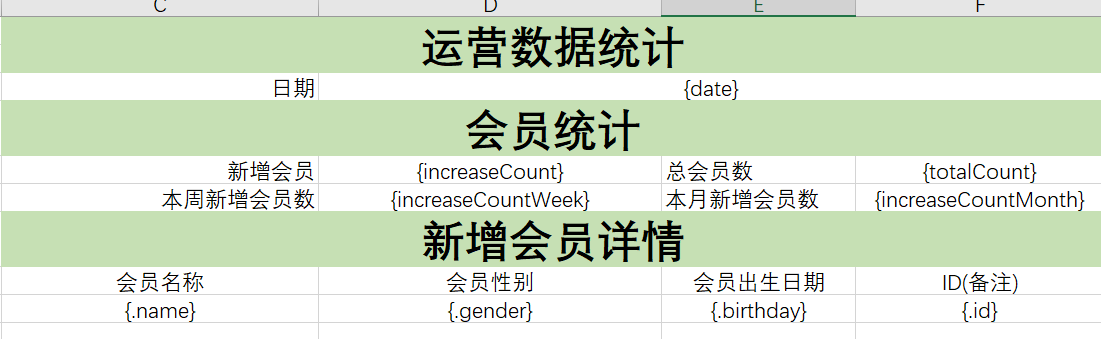 C D E F
运营数据统计
日期 {date}
会员统计
新增会员 {increaseCount} 总会员数 {totalCount}
本周新增会员数 {increaseCountWeek} 本月新增会员数 {increaseCountMonth}
新增会员详情
会员名称 会员性别 会员出生日期 ID(备注)
{.name} {.gender} {.birthday} {.id}